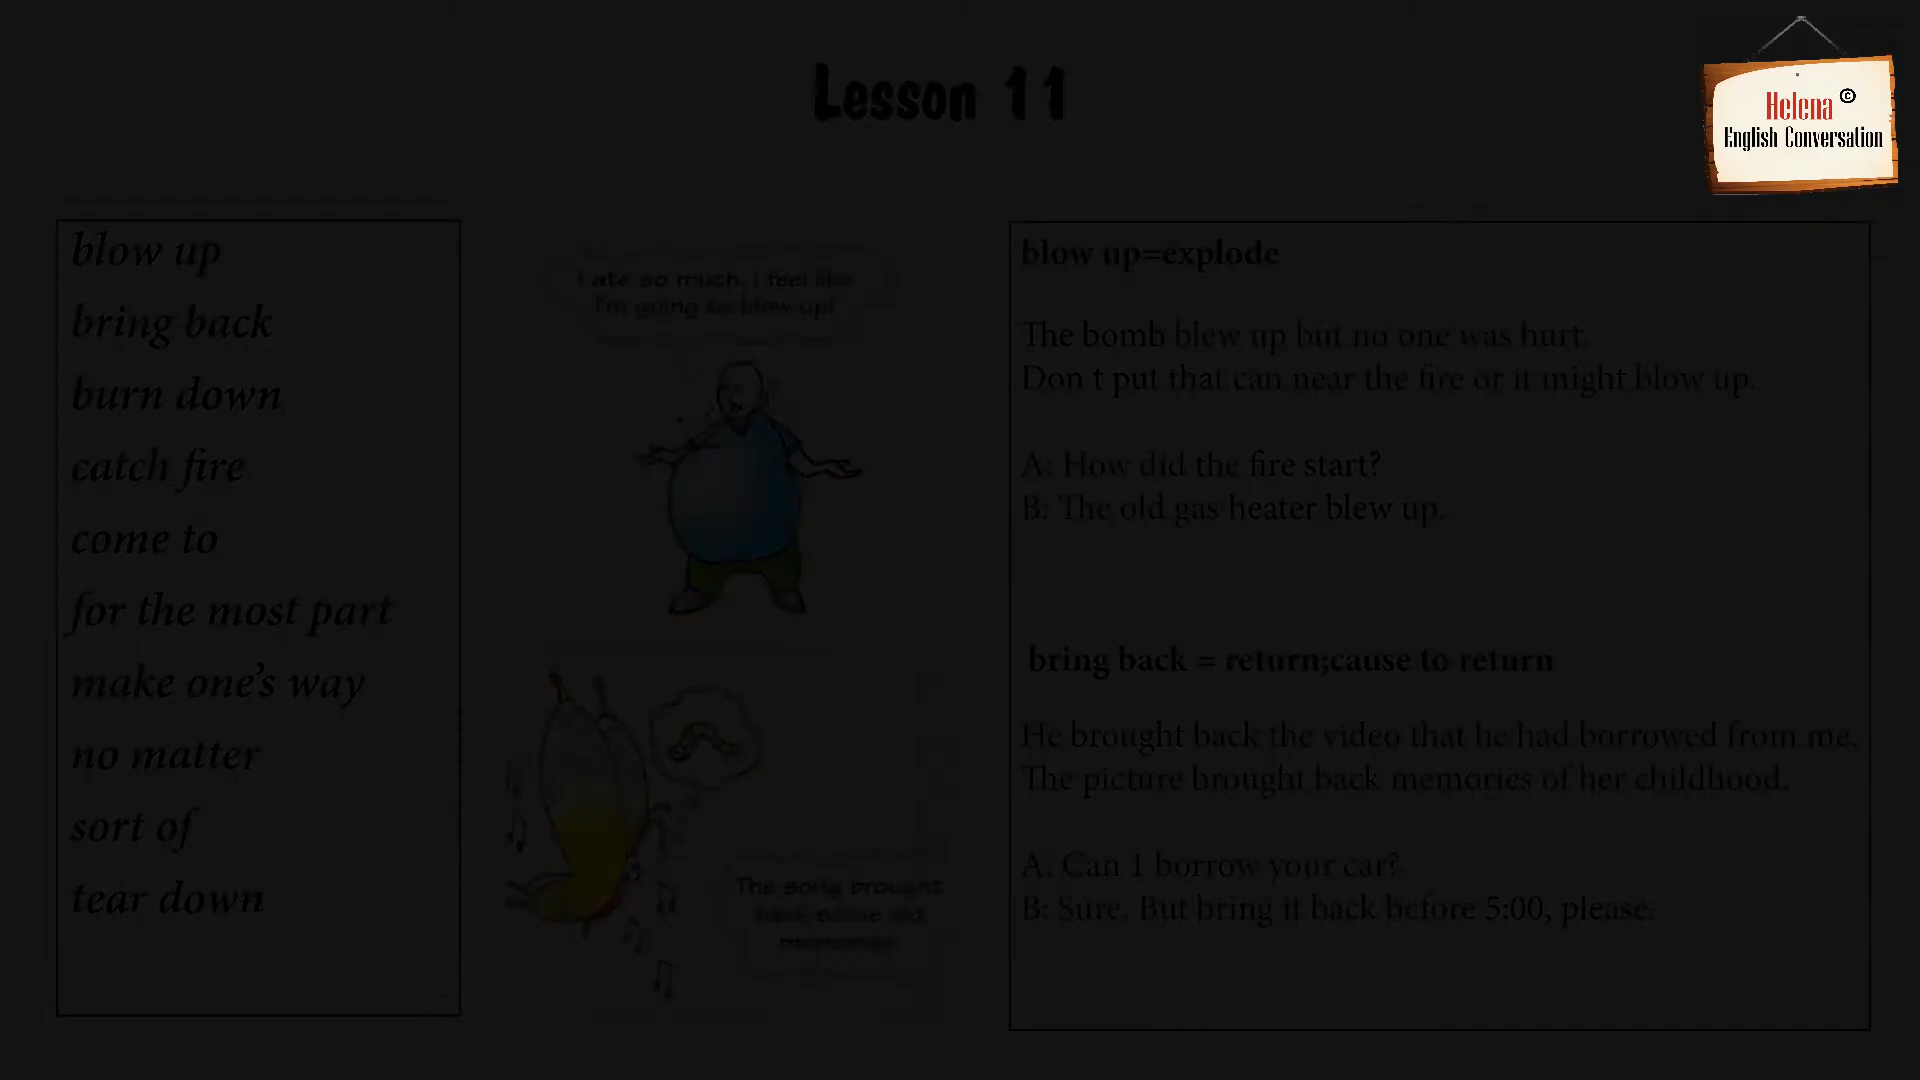 Lesson 11
Helena ©
English Conversation
blow up
bring back
burn down
catch fire
come to
for the most part
make one's way
no matter
sort of
tear down
I ate so much, I feel like
I'm going to blow up!
The song brought
back some old
memories.
blow up=explode
The bomb blew up but no one was hurt.
Don t put that can near the fire or it might blow up.
A: How did the fire start?
B: The old gas heater blew up.
bring back = return;cause to return
He brought back the video that he had borrowed from me.
The picture brought back memories of her childhood.
A. Can 1 borrow your car?
B: Sure. But bring it back before 5:00, please.